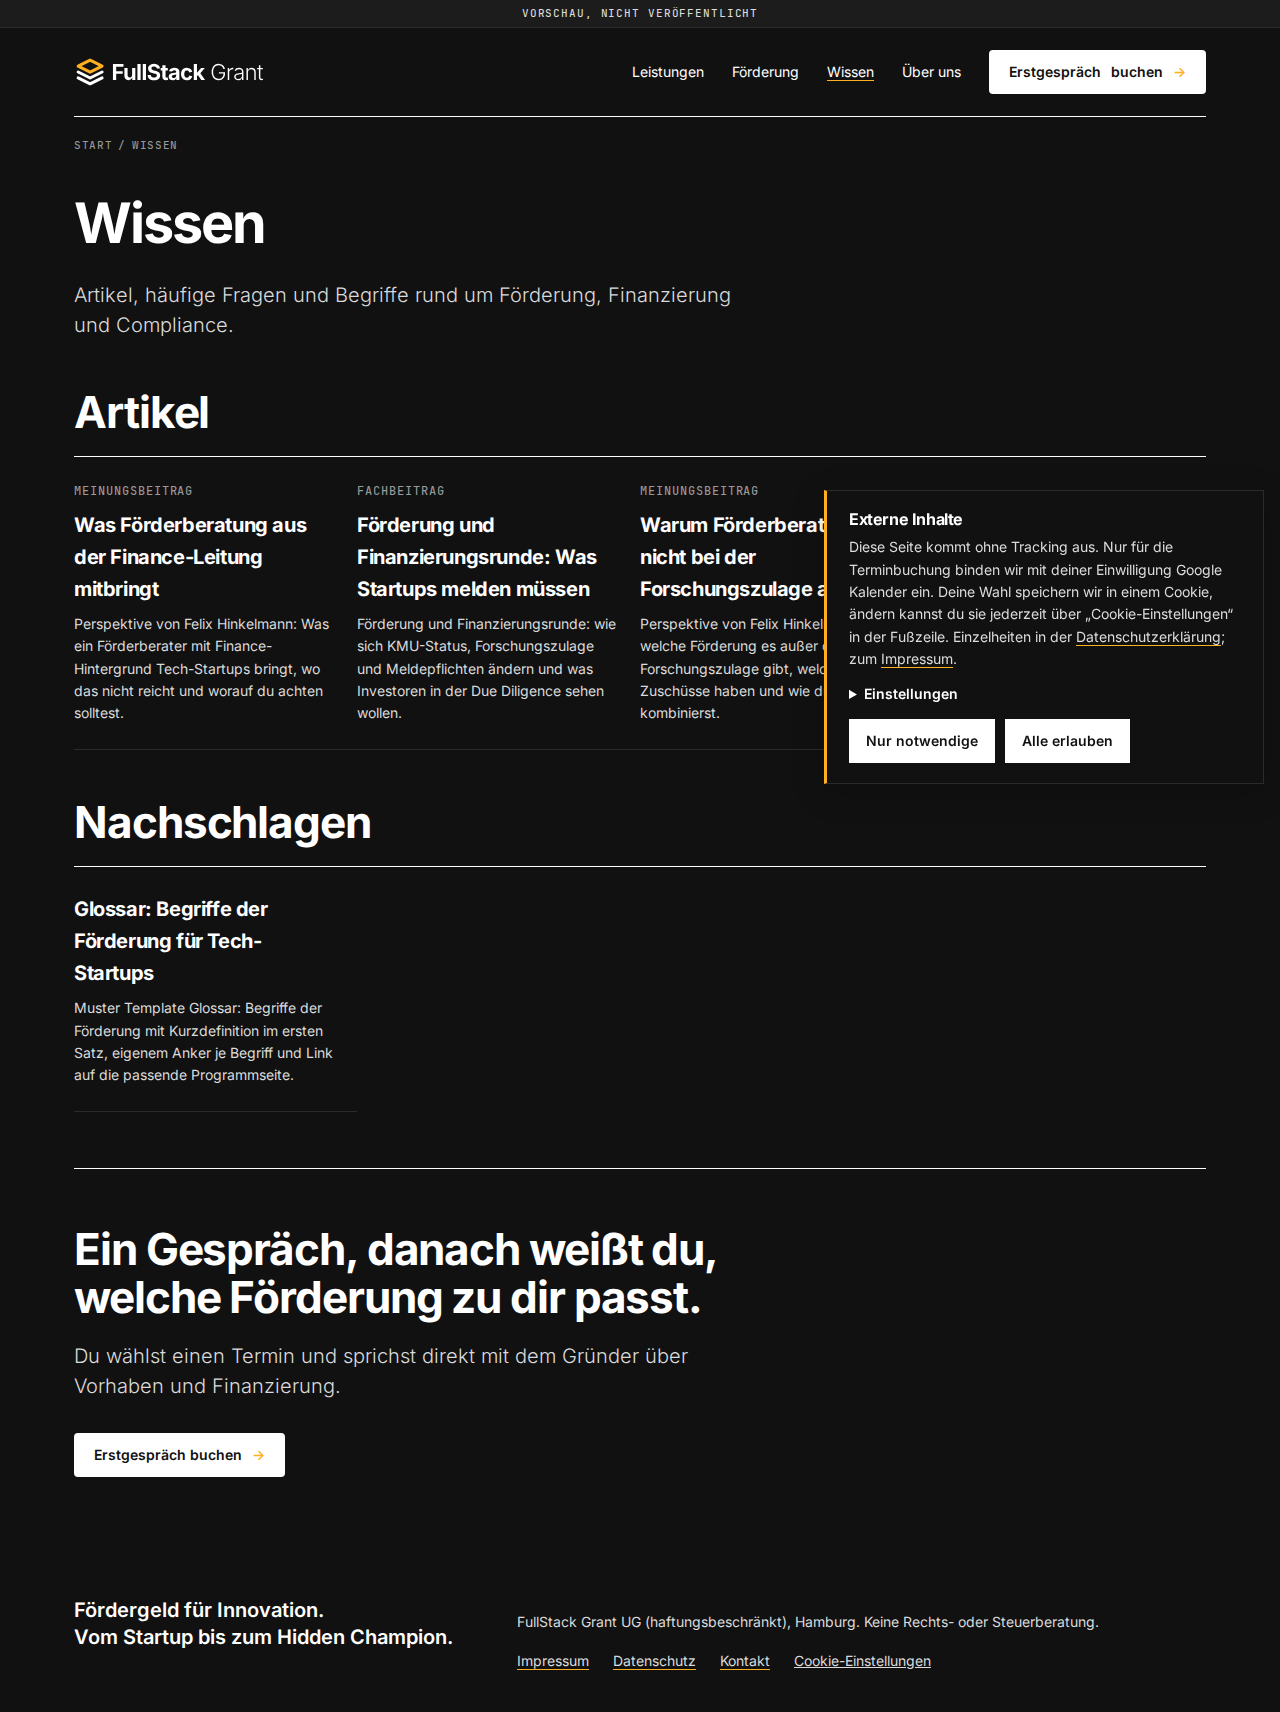 VORSCHAU, NICHT VERÖFFENTLICHT
FullStack Grant
Leistungen
Förderung
Wissen
Über uns
Erstgespräch buchen →
START / WISSEN
Wissen
Artikel, häufige Fragen und Begriffe rund um Förderung, Finanzierung
und Compliance.
Artikel
MEINUNGSBEITRAG
Was Förderberatung aus
der Finance-Leitung
mitbringt
Perspektive von Felix Hinkelmann: Was
ein Förderberater mit Finance-
Hintergrund Tech-Startups bringt, wo
das nicht reicht und worauf du achten
solltest.
FACHBEITRAG
Förderung und
Finanzierungsrunde: Was
Startups melden müssen
Förderung und Finanzierungsrunde: wie
sich KMU-Status, Forschungszulage
und Meldepflichten ändern und was
Investoren in der Due Diligence sehen
wollen.
MEINUNGSBEITRAG
Warum Förderberat
nicht bei der
Forschungszulage a
Perspektive von Felix Hinkel
welche Förderung es außer
Forschungszulage gibt, welc
Zuschüsse haben und wie d
kombinierst.
Externe Inhalte
Diese Seite kommt ohne Tracking aus. Nur für die
Terminbuchung binden wir mit deiner Einwilligung Google
Kalender ein. Deine Wahl speichern wir in einem Cookie,
ändern kannst du sie jederzeit über „Cookie-Einstellungen“
in der Fußzeile. Einzelheiten in der Datenschutzerklärung;
zum Impressum.
▶ Einstellungen
Nur notwendige
Alle erlauben
Nachschlagen
Glossar: Begriffe der
Förderung für Tech-
Startups
Muster Template Glossar: Begriffe der
Förderung mit Kurzdefinition im ersten
Satz, eigenem Anker je Begriff und Link
auf die passende Programmseite.
Ein Gespräch, danach weißt du,
welche Förderung zu dir passt.
Du wählst einen Termin und sprichst direkt mit dem Gründer über
Vorhaben und Finanzierung.
Erstgespräch buchen →
Fördergeld für Innovation.
Vom Startup bis zum Hidden Champion.
FullStack Grant UG (haftungsbeschränkt), Hamburg. Keine Rechts- oder Steuerberatung.
Impressum
Datenschutz
Kontakt
Cookie-Einstellungen